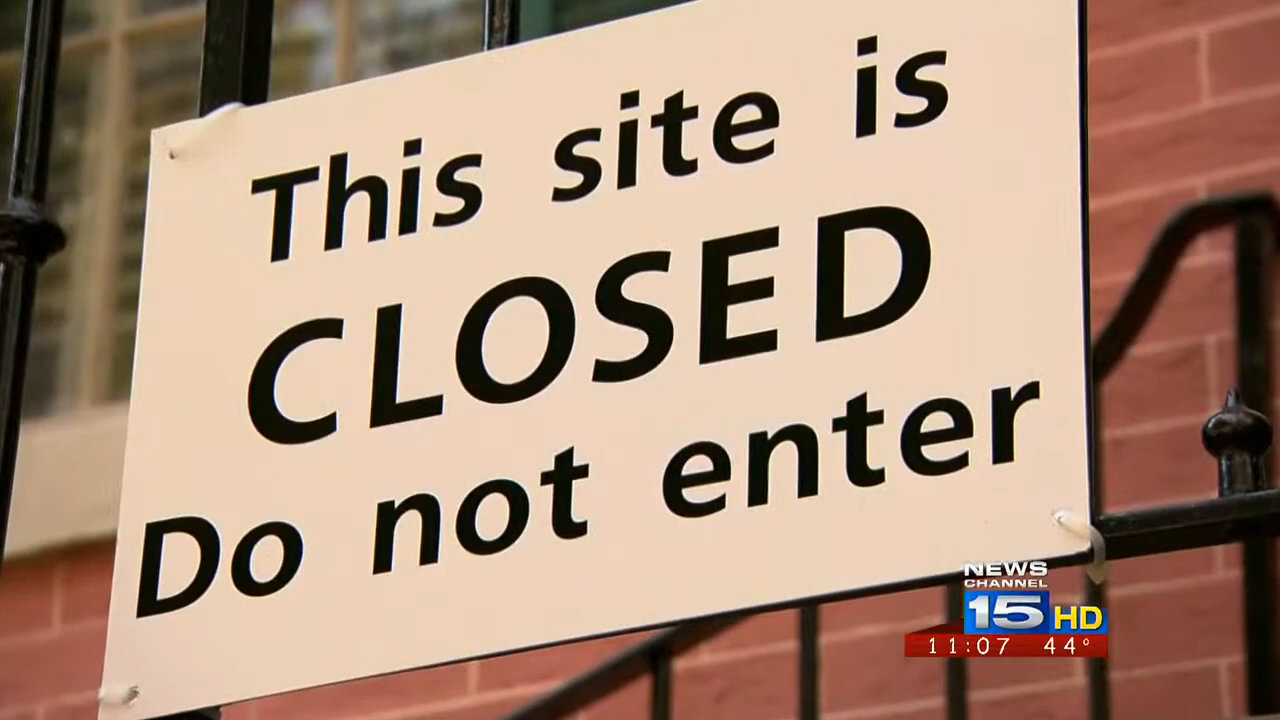 This site is
CLOSED
Do not enter
NEWS
CHANNEL
15 HD
11:07 44°